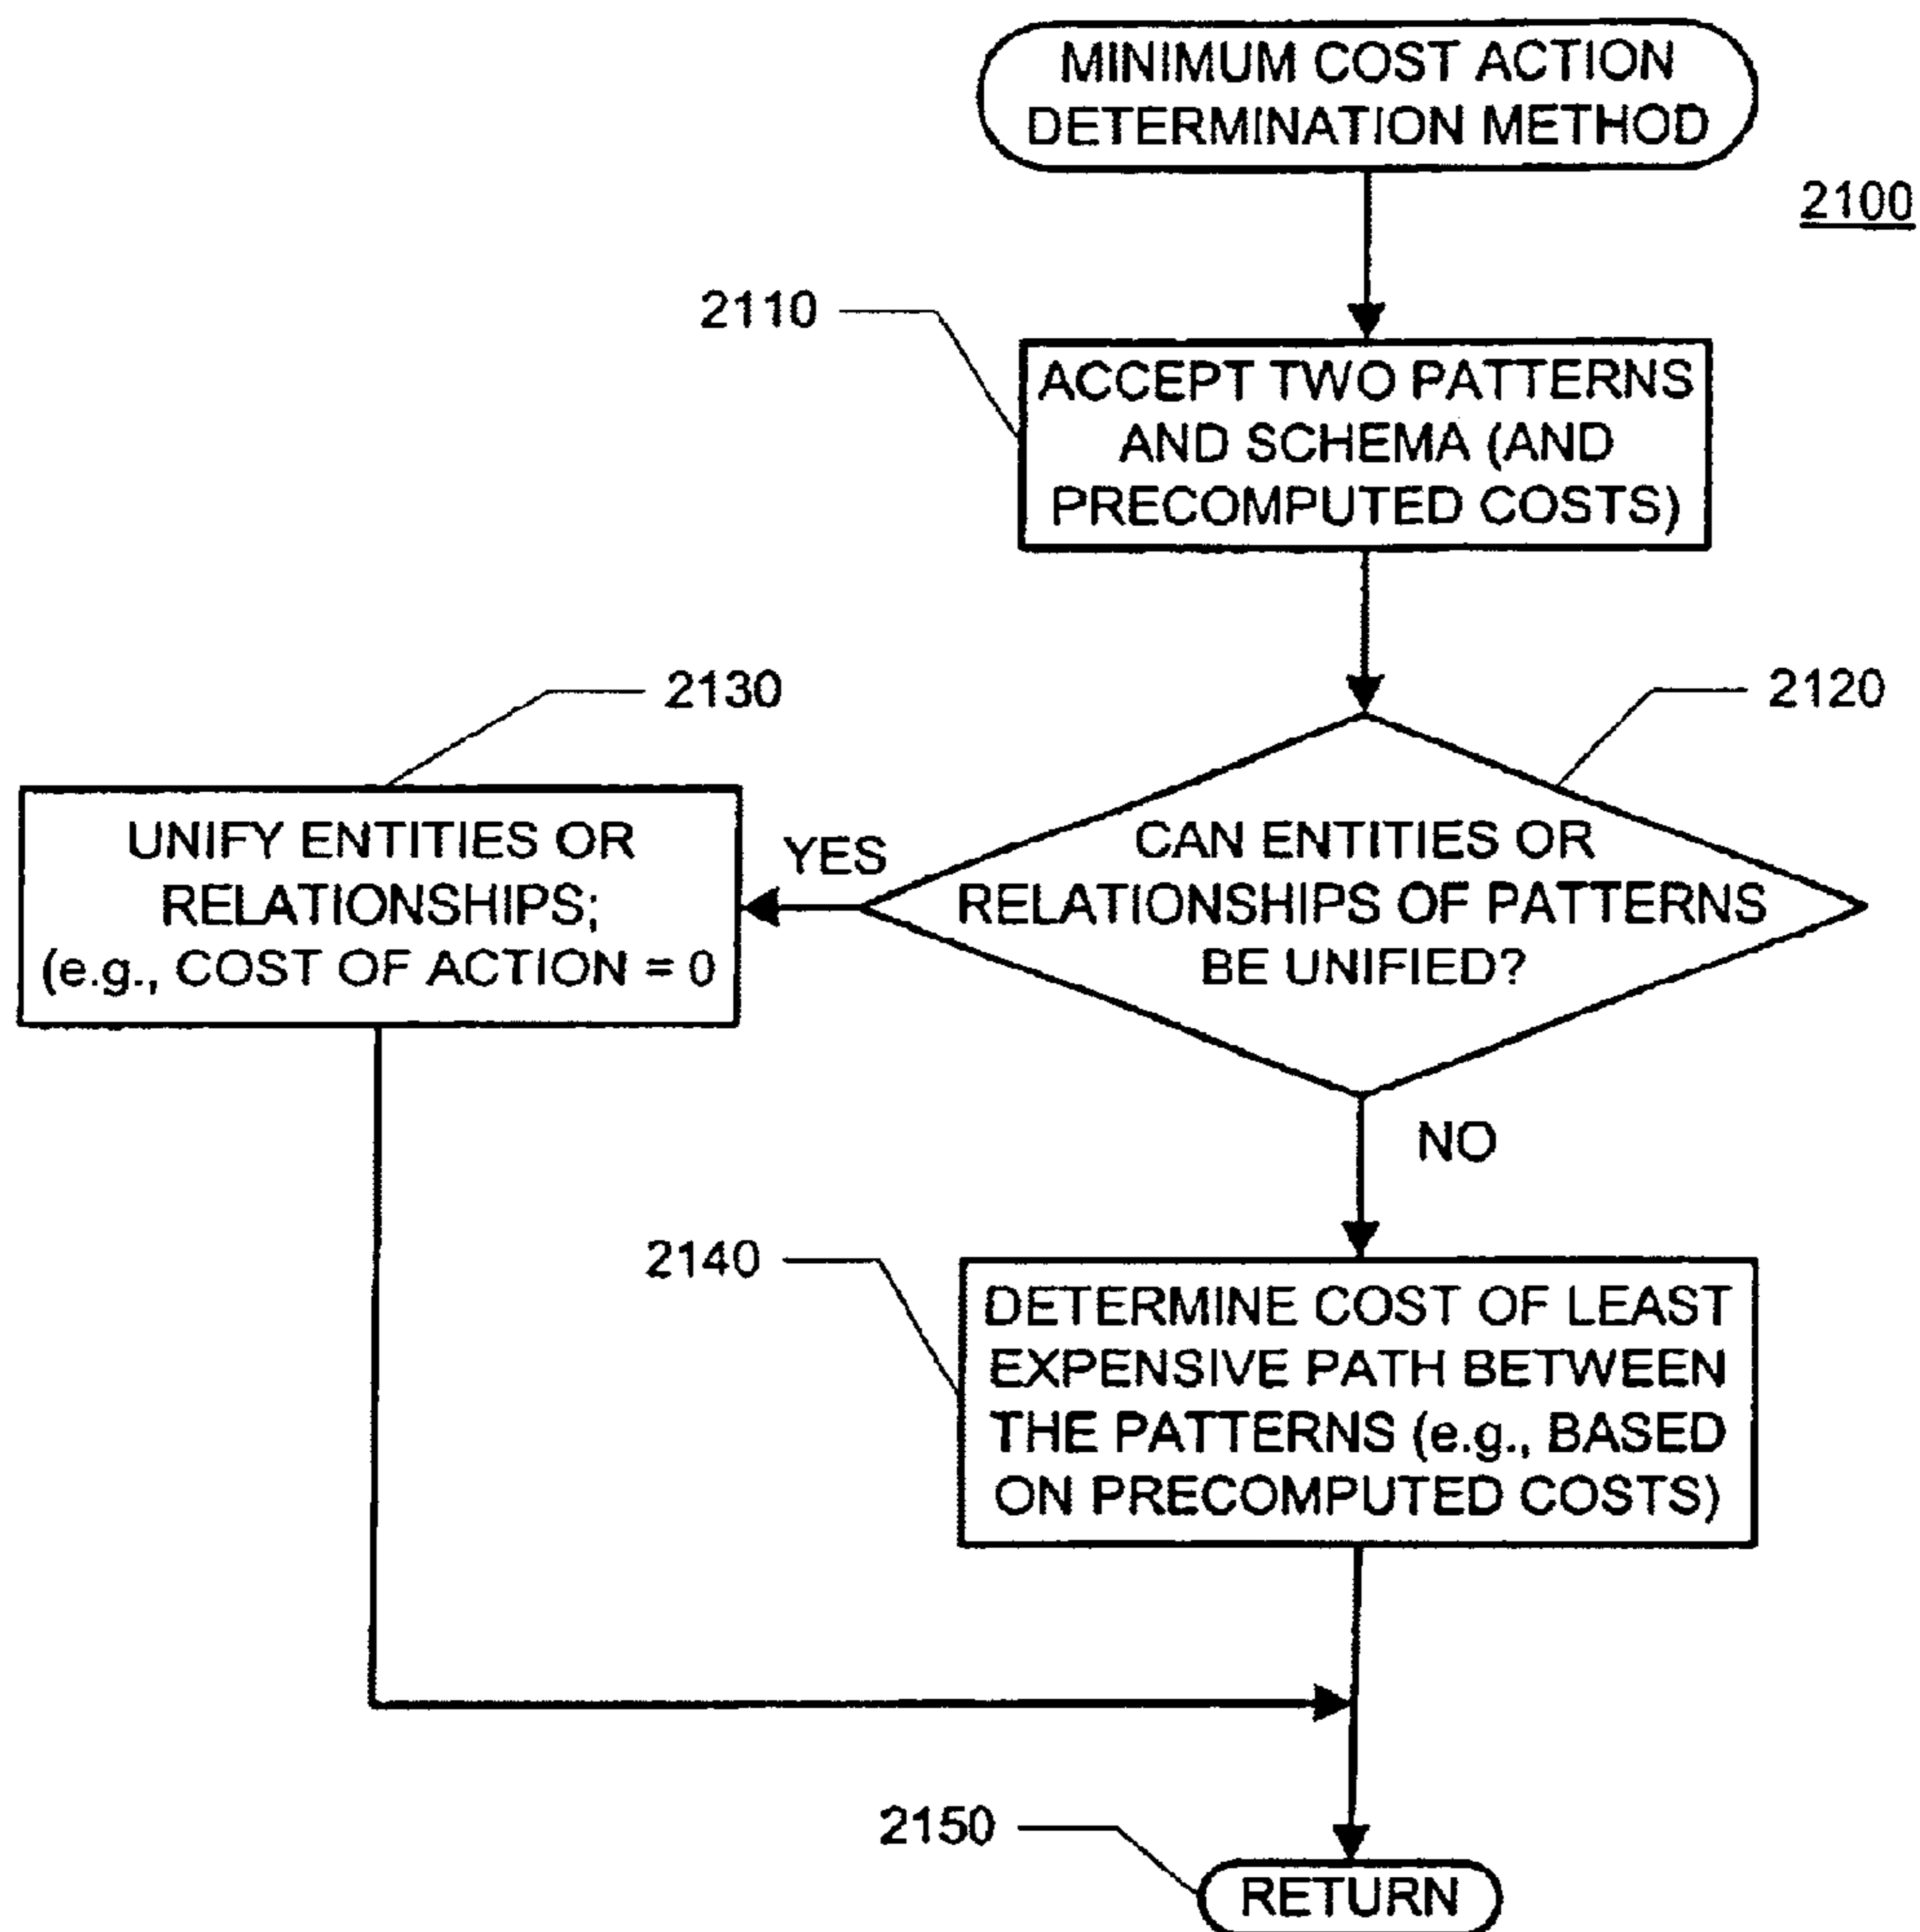 MINIMUM COST ACTION
DETERMINATION METHOD
2100
2110
ACCEPT TWO PATTERNS
AND SCHEMA (AND
PRECOMPUTED COSTS)
2130
2120
UNIFY ENTITIES OR
RELATIONSHIPS;
(e.g., COST OF ACTION = 0
YES
CAN ENTITIES OR
RELATIONSHIPS OF PATTERNS
BE UNIFIED?
NO
2140
DETERMINE COST OF LEAST
EXPENSIVE PATH BETWEEN
THE PATTERNS (e.g., BASED
ON PRECOMPUTED COSTS)
2150
RETURN